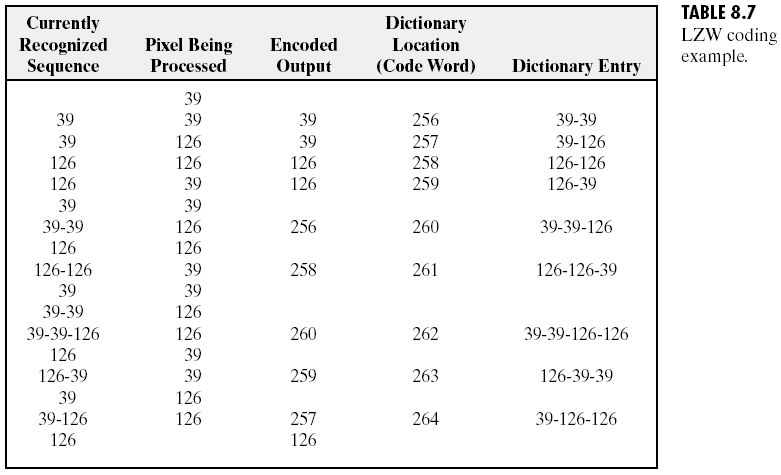 Currently Recognized Sequence | Pixel Being Processed | Encoded Output | Dictionary Location (Code Word) | Dictionary Entry
39
39 39 39 256 39-39
39 126 39 257 39-126
126 126 126 258 126-126
126 39 126 259 126-39
39 39
39-39 126 256 260 39-39-126
126 126
126-126 39 258 261 126-126-39
39 39
39-39 126
39-39-126 126 260 262 39-39-126-126
126 39
126-39 39 259 263 126-39-39
39 126
39-126 126 257 264 39-126-126
126 126
TABLE 8.7
LZW coding
example.